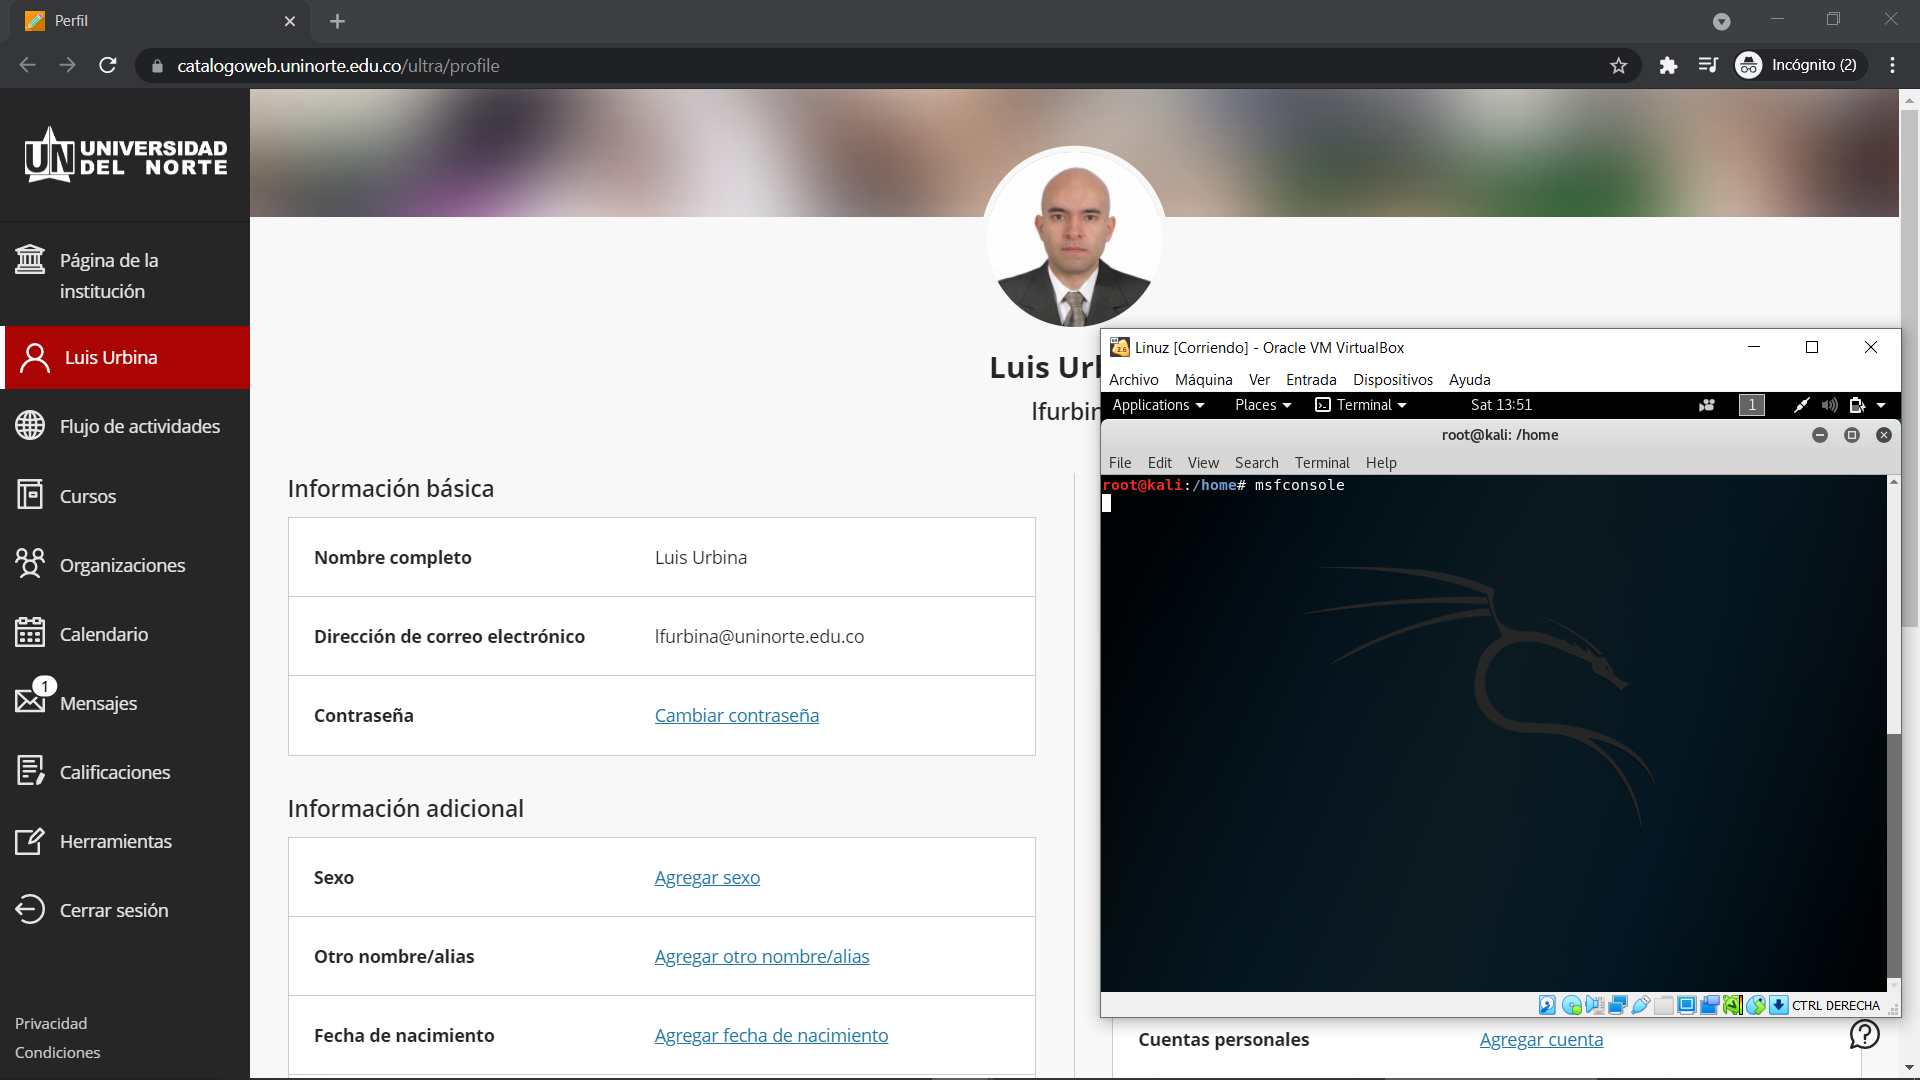 Perfil
catalogoweb.uninorte.edu.co/ultra/profile
Incógnito (2)
UN UNIVERSIDAD
DEL NORTE
Página de la
institución
Luis Urbina
Flujo de actividades
Cursos
Organizaciones
Calendario
1
Mensajes
Calificaciones
Herramientas
Cerrar sesión
Privacidad
Condiciones
Luis Ur
lfurbin
Información básica
Nombre completo Luis Urbina
Dirección de correo electrónico lfurbina@uninorte.edu.co
Contraseña Cambiar contraseña
Información adicional
Sexo Agregar sexo
Otro nombre/alias Agregar otro nombre/alias
Fecha de nacimiento Agregar fecha de nacimiento
Linuz [Corriendo] - Oracle VM VirtualBox
Archivo Máquina Ver Entrada Dispositivos Ayuda
Applications Places Terminal Sat 13:51 1
root@kali: /home
File Edit View Search Terminal Help
root@kali:/home# msfconsole
CTRL DERECHA
Cuentas personales Agregar cuenta